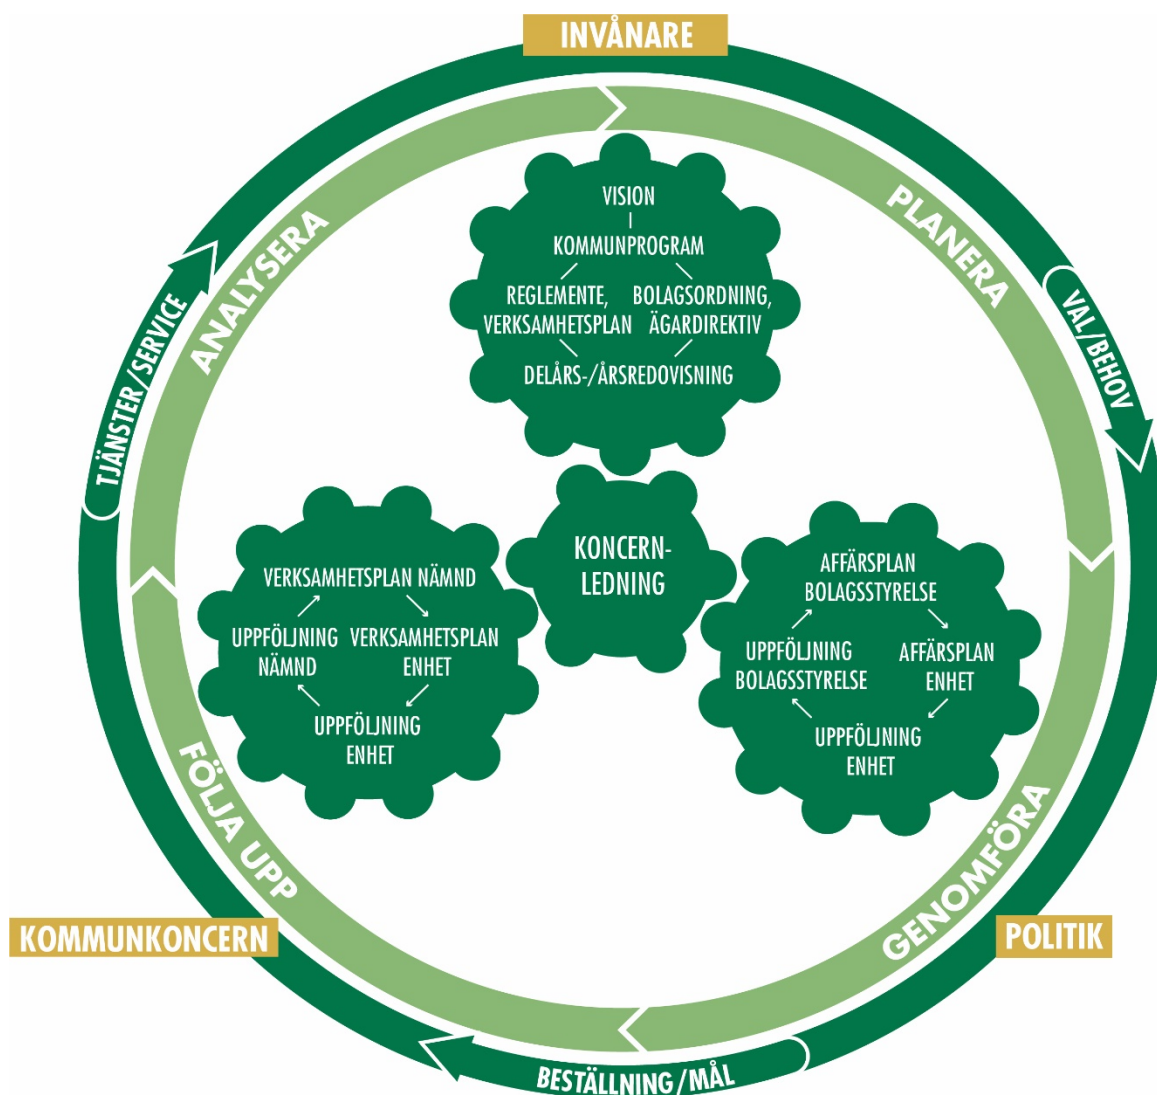 INVÅNARE
ANALYSERA
PLANERA
TJÄNSTER/SERVICE
VAL/BEHOV
VISION
KOMMUNPROGRAM
REGLEMENTE,
VERKSAMHETSPLAN
BOLAGSORDNING,
ÄGARDIREKTIV
DELÅRS-/ÅRSREDOVISNING
KONCERN-
LEDNING
VERKSAMHETSPLAN NÄMND
UPPFÖLJNING
NÄMND
VERKSAMHETSPLAN
ENHET
UPPFÖLJNING
ENHET
AFFÄRSPLAN
BOLAGSSTYRELSE
UPPFÖLJNING
BOLAGSSTYRELSE
AFFÄRSPLAN
ENHET
UPPFÖLJNING
ENHET
FÖLJA UPP
GENOMFÖRA
KOMMUNKONCERN
POLITIK
BESTÄLLNING/MÅL